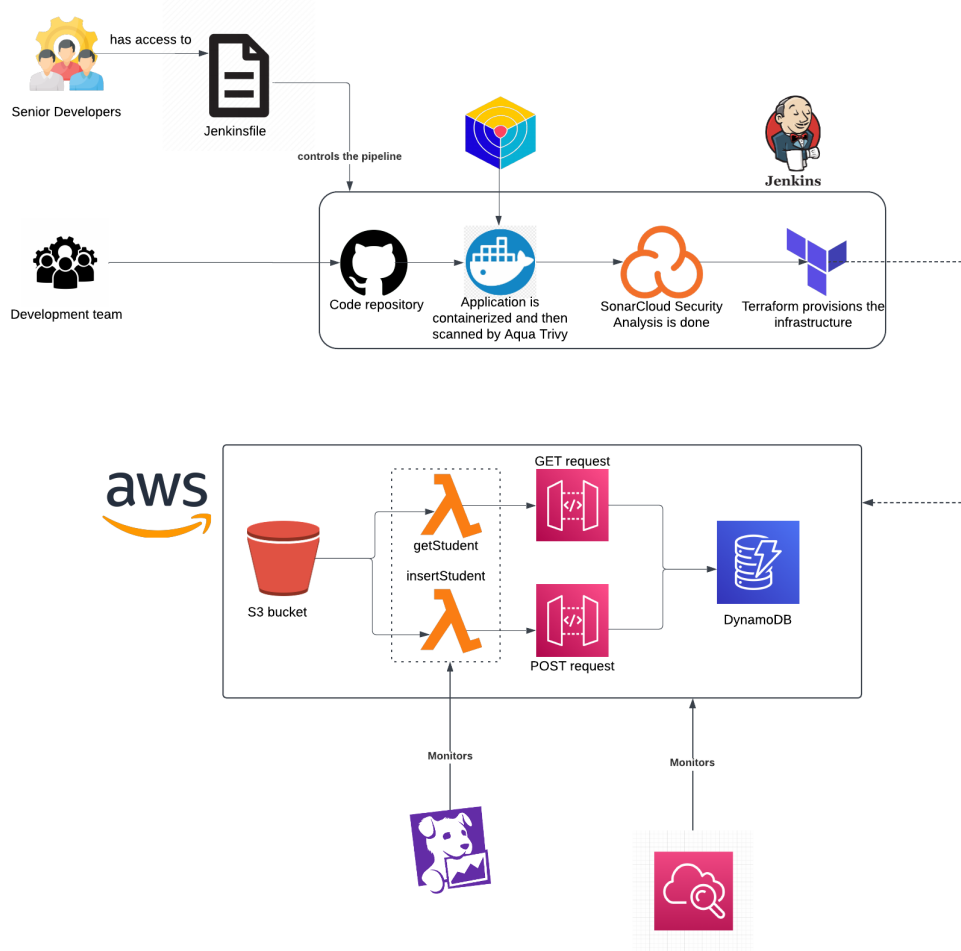 has access to
Senior Developers
Jenkinsfile
controls the pipeline
Jenkins
Development team
Code repository
Application is
containerized and then
scanned by Aqua Trivy
SonarCloud Security
Analysis is done
Terraform provisions the
infrastructure
aws
S3 bucket
getStudent
insertStudent
GET request
</>
</>
POST request
DynamoDB
Monitors
Monitors